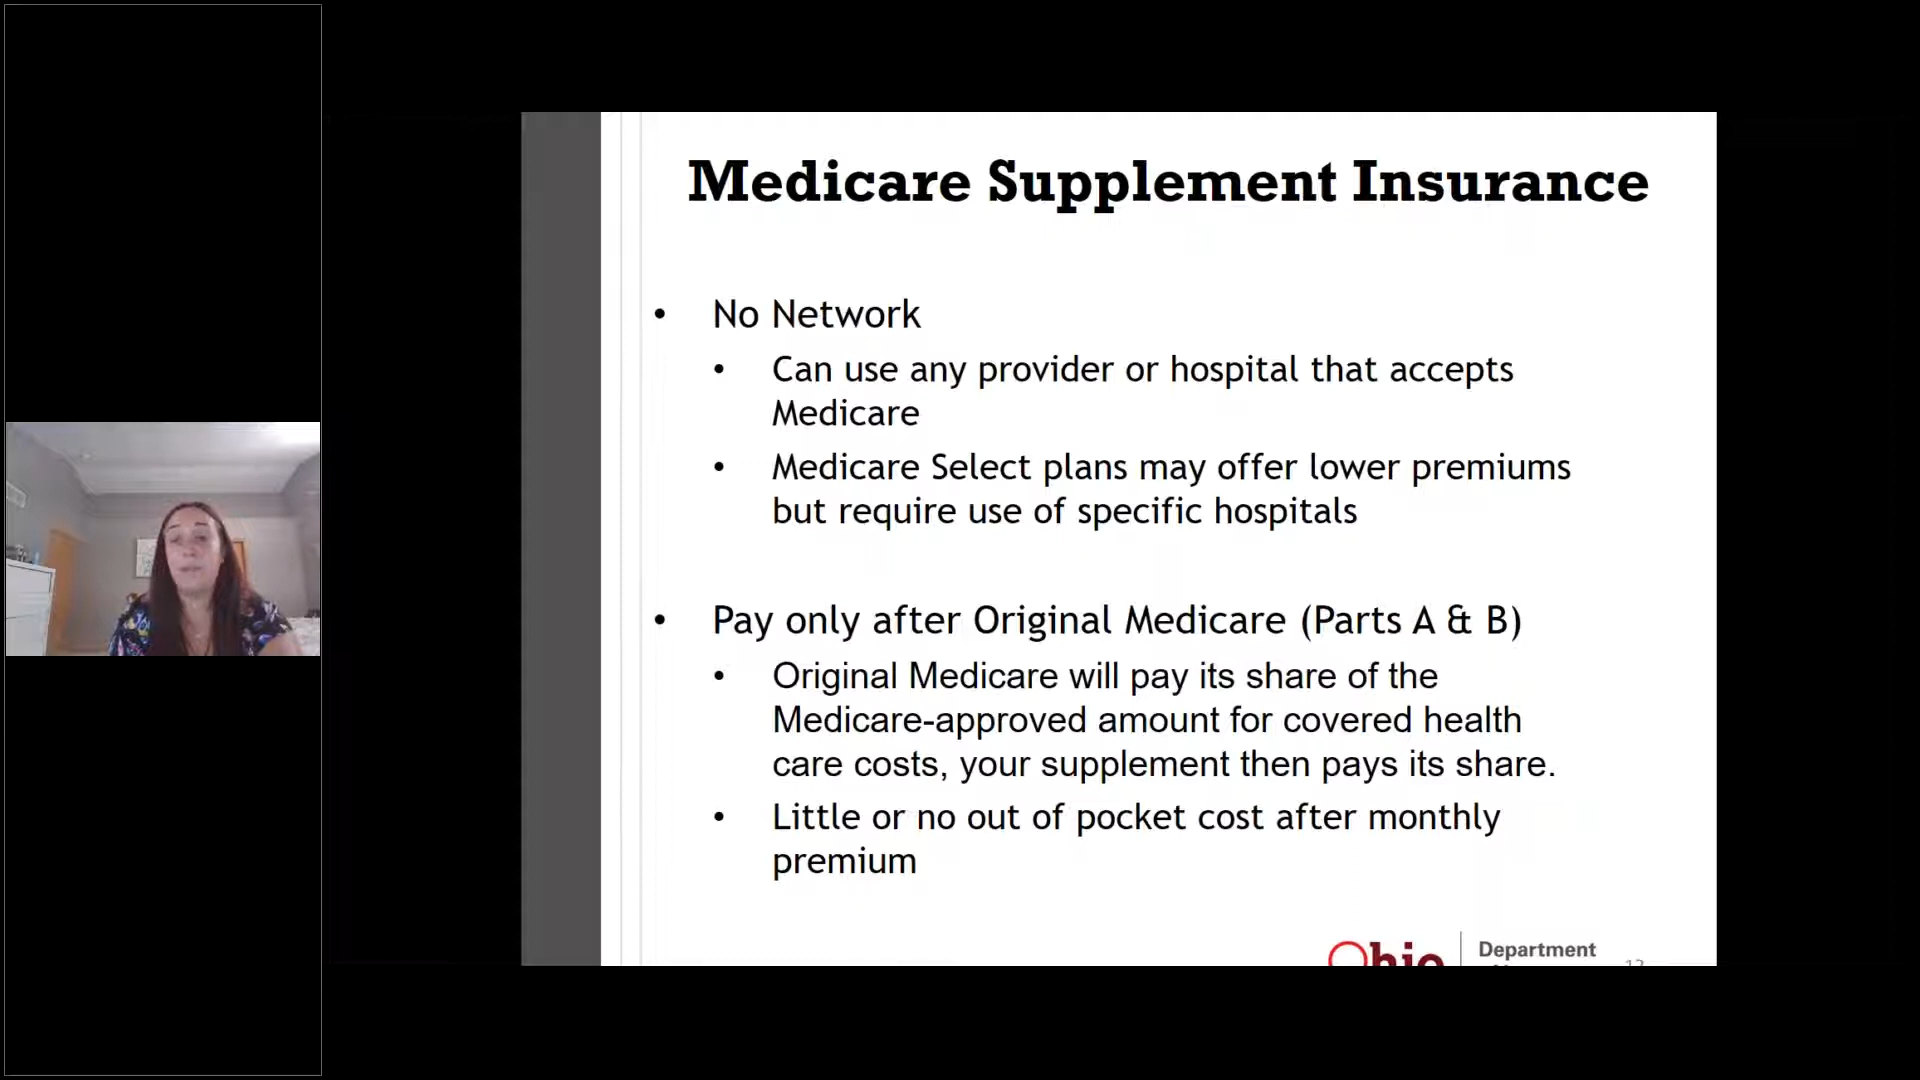 Medicare Supplement Insurance
• No Network
• Can use any provider or hospital that accepts
Medicare
• Medicare Select plans may offer lower premiums
but require use of specific hospitals
• Pay only after Original Medicare (Parts A & B)
• Original Medicare will pay its share of the
Medicare-approved amount for covered health
care costs, your supplement then pays its share.
• Little or no out of pocket cost after monthly
premium
Ohio
Department